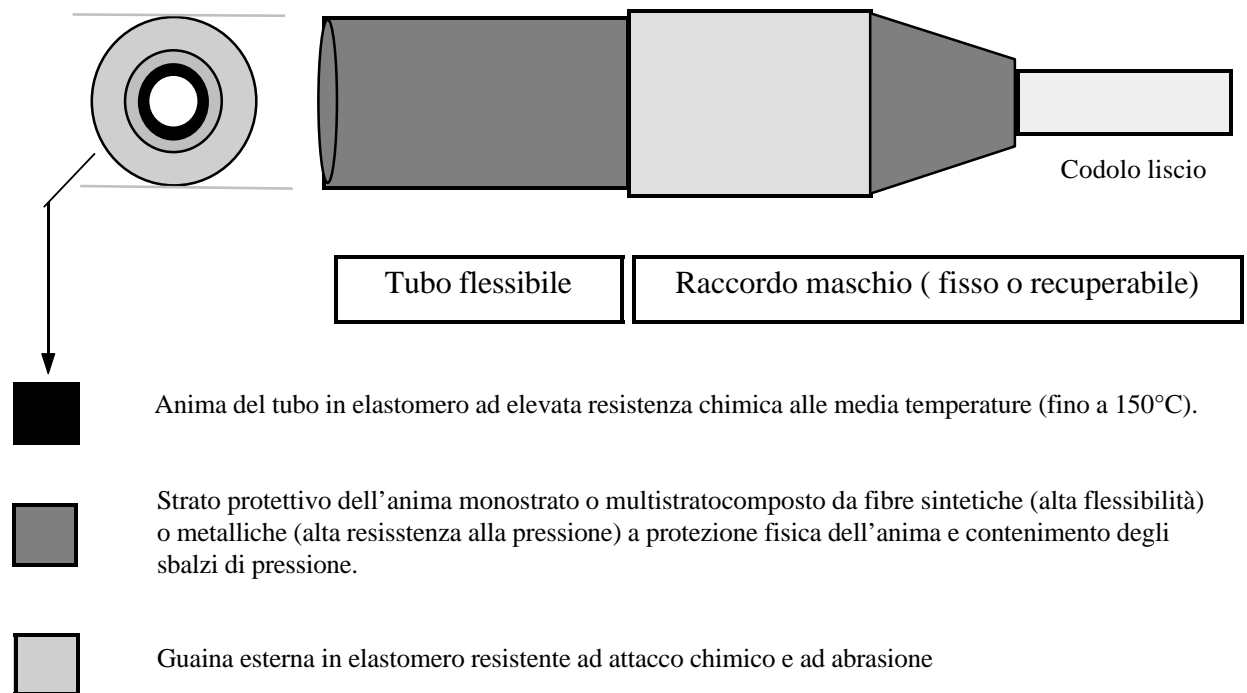 Codolo liscio
Tubo flessibile
Raccordo maschio ( fisso o recuperabile)
Anima del tubo in elastomero ad elevata resistenza chimica alle media temperature (fino a 150°C).
Strato protettivo dell’anima monostrato o multistratocomposto da fibre sintetiche (alta flessibilità)
o metalliche (alta resisstenza alla pressione) a protezione fisica dell’anima e contenimento degli
sbalzi di pressione.
Guaina esterna in elastomero resistente ad attacco chimico e ad abrasione